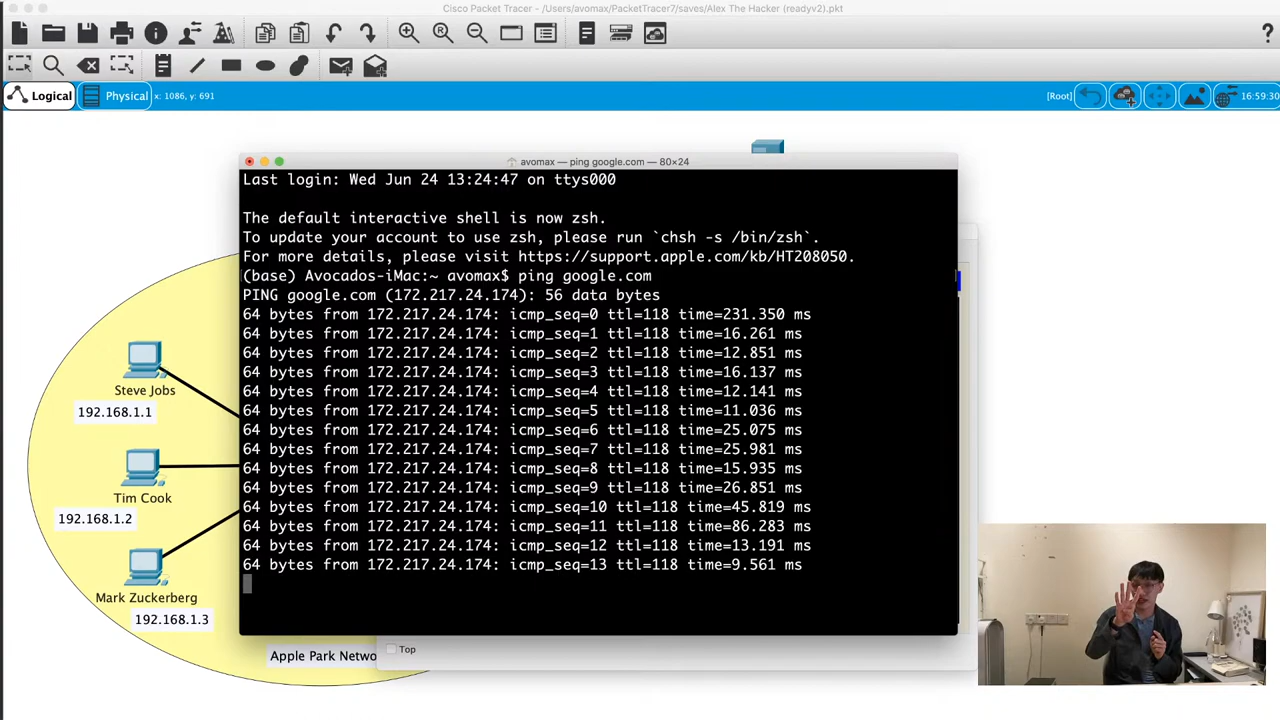 Cisco Packet Tracer - /Users/avomax/PacketTracer7/saves/Alex The Hacker (readyv2).pkt
Logical
Physical
x: 1086, y: 691
[Root]
16:59:30
avomax — ping google.com — 80×24
Last login: Wed Jun 24 13:24:47 on ttys000
The default interactive shell is now zsh.
To update your account to use zsh, please run `chsh -s /bin/zsh`.
For more details, please visit https://support.apple.com/kb/HT208050.
(base) Avocados-iMac:~ avomax$ ping google.com
PING google.com (172.217.24.174): 56 data bytes
64 bytes from 172.217.24.174: icmp_seq=0 ttl=118 time=231.350 ms
64 bytes from 172.217.24.174: icmp_seq=1 ttl=118 time=16.261 ms
64 bytes from 172.217.24.174: icmp_seq=2 ttl=118 time=12.851 ms
64 bytes from 172.217.24.174: icmp_seq=3 ttl=118 time=16.137 ms
64 bytes from 172.217.24.174: icmp_seq=4 ttl=118 time=12.141 ms
64 bytes from 172.217.24.174: icmp_seq=5 ttl=118 time=11.036 ms
64 bytes from 172.217.24.174: icmp_seq=6 ttl=118 time=25.075 ms
64 bytes from 172.217.24.174: icmp_seq=7 ttl=118 time=25.981 ms
64 bytes from 172.217.24.174: icmp_seq=8 ttl=118 time=15.935 ms
64 bytes from 172.217.24.174: icmp_seq=9 ttl=118 time=26.851 ms
64 bytes from 172.217.24.174: icmp_seq=10 ttl=118 time=45.819 ms
64 bytes from 172.217.24.174: icmp_seq=11 ttl=118 time=86.283 ms
64 bytes from 172.217.24.174: icmp_seq=12 ttl=118 time=13.191 ms
64 bytes from 172.217.24.174: icmp_seq=13 ttl=118 time=9.561 ms
Steve Jobs
192.168.1.1
Tim Cook
192.168.1.2
Mark Zuckerberg
192.168.1.3
Apple Park Netwo
Top